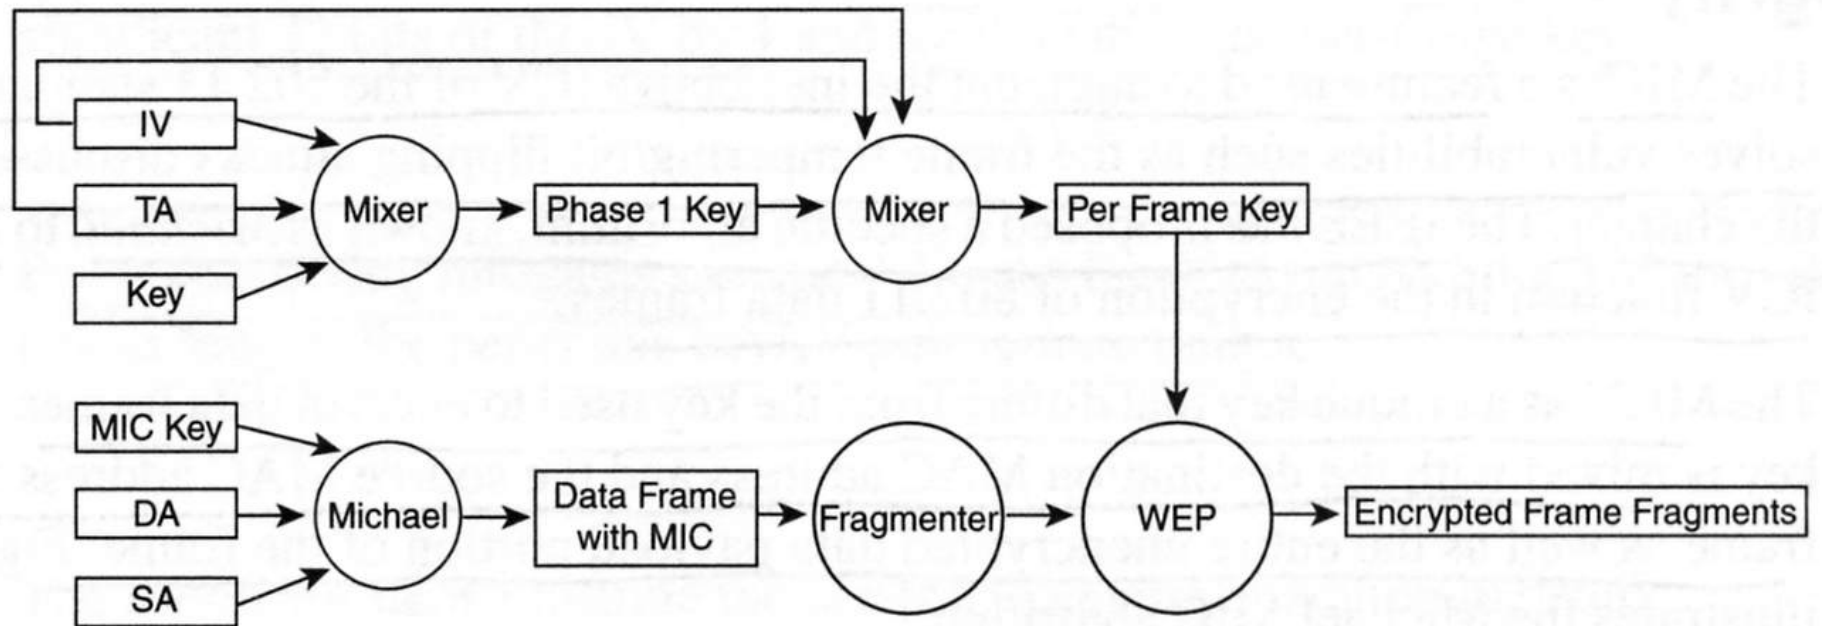 IV
TA
Key
Mixer
Phase 1 Key
Mixer
Per Frame Key
MIC Key
DA
SA
Michael
Data Frame
with MIC
Fragmenter
WEP
Encrypted Frame Fragments